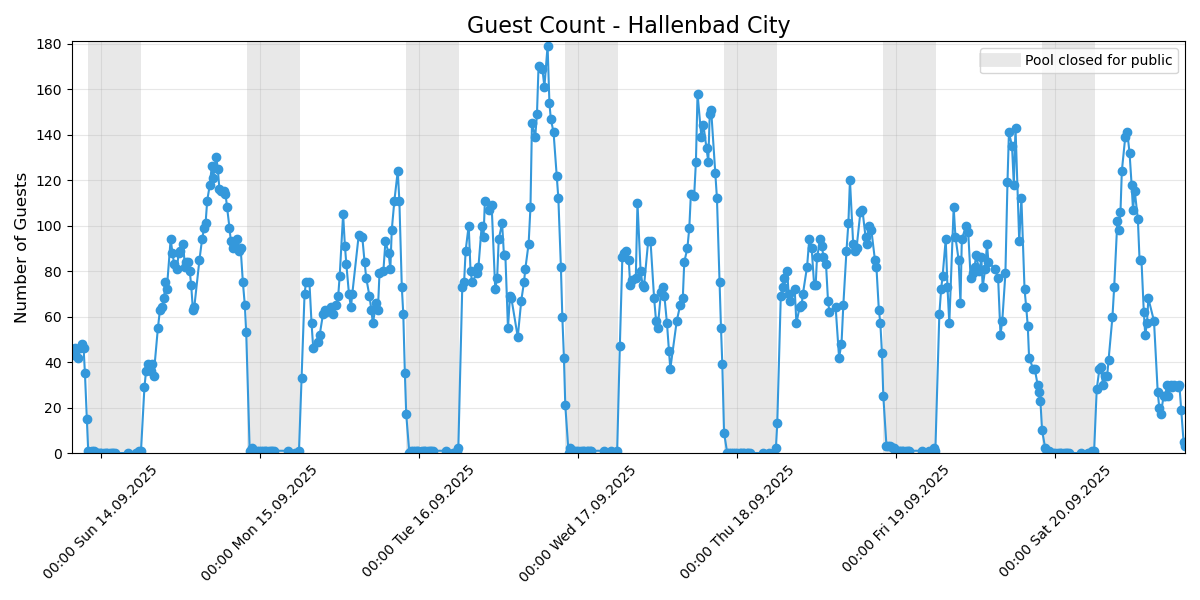 Guest Count - Hallenbad City
Pool closed for public
Number of Guests
180
160
140
120
100
80
60
40
20
0
00:00 Sun 14.09.2025
00:00 Mon 15.09.2025
00:00 Tue 16.09.2025
00:00 Wed 17.09.2025
00:00 Thu 18.09.2025
00:00 Fri 19.09.2025
00:00 Sat 20.09.2025